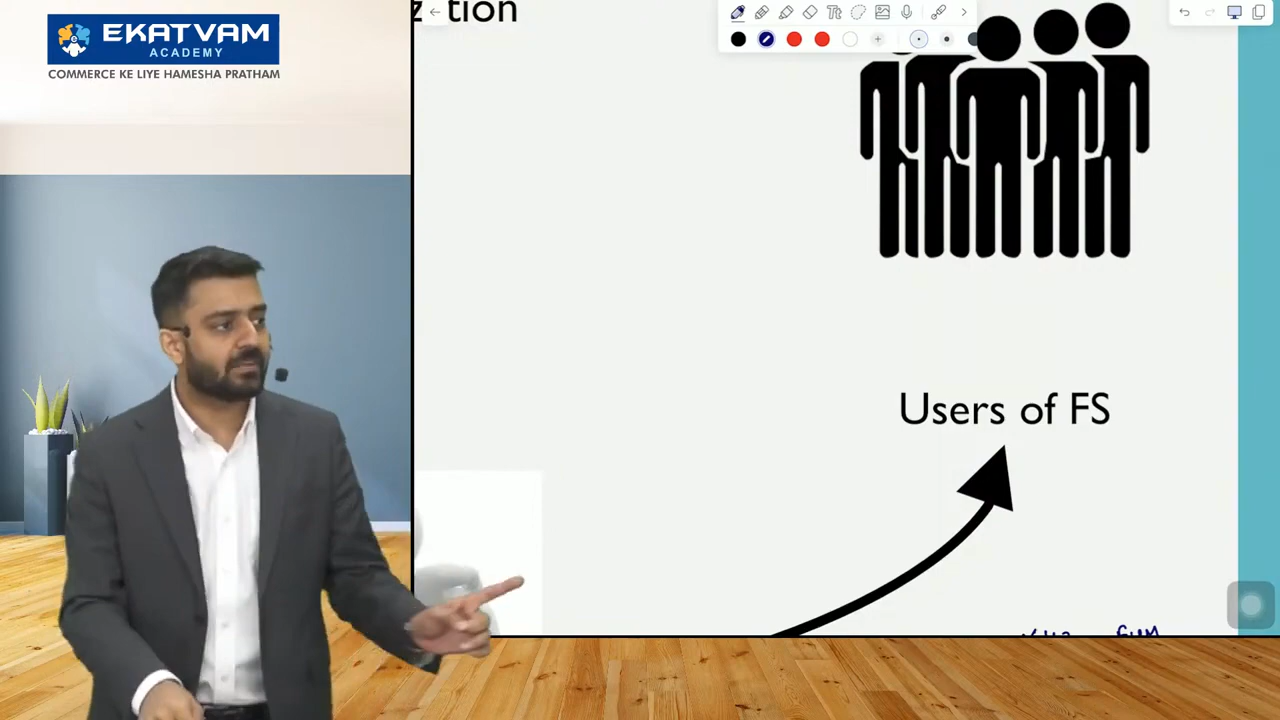 EKATVAM
ACADEMY
COMMERCE KE LIYE HAMESHA PRATHAM
tion
Users of FS